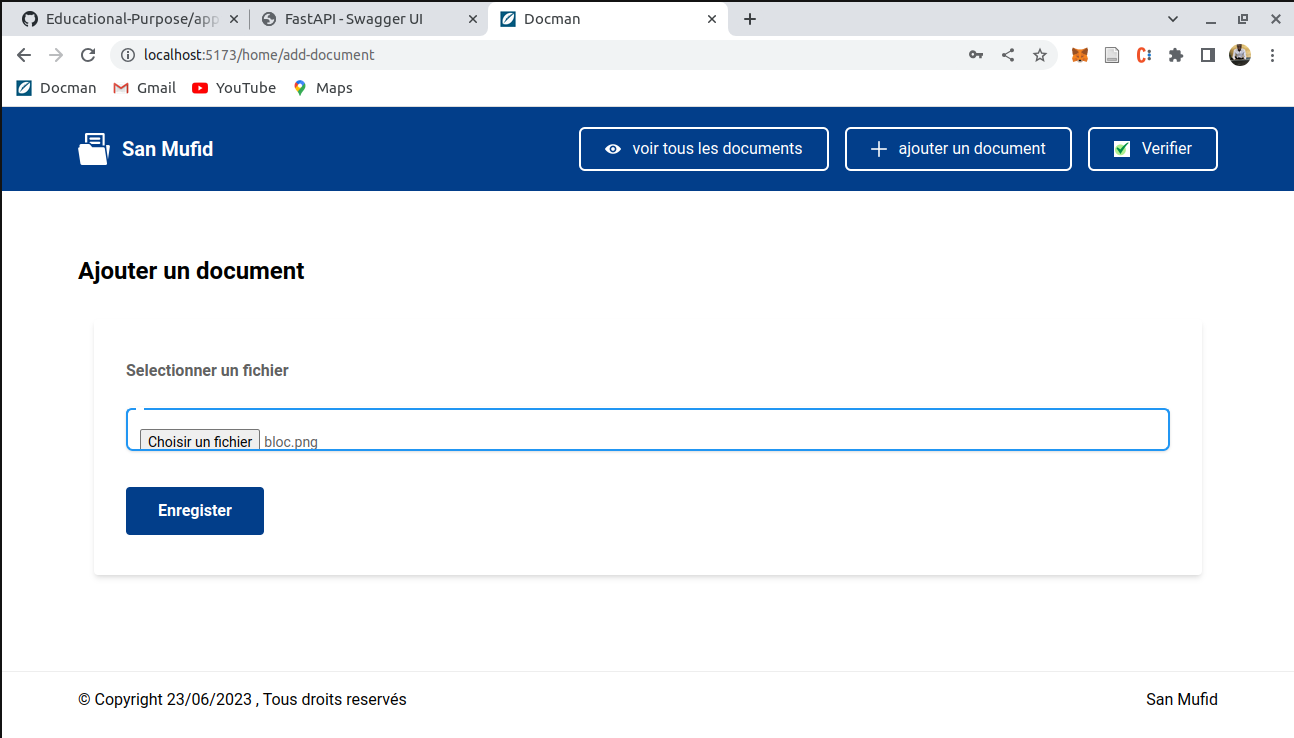 Educational-Purpose/app
FastAPI - Swagger UI
Docman
localhost:5173/home/add-document
Docman
Gmail
YouTube
Maps
San Mufid
voir tous les documents
ajouter un document
Verifier
Ajouter un document
Selectionner un fichier
Choisir un fichier bloc.png
Enregister
© Copyright 23/06/2023 , Tous droits reservés
San Mufid